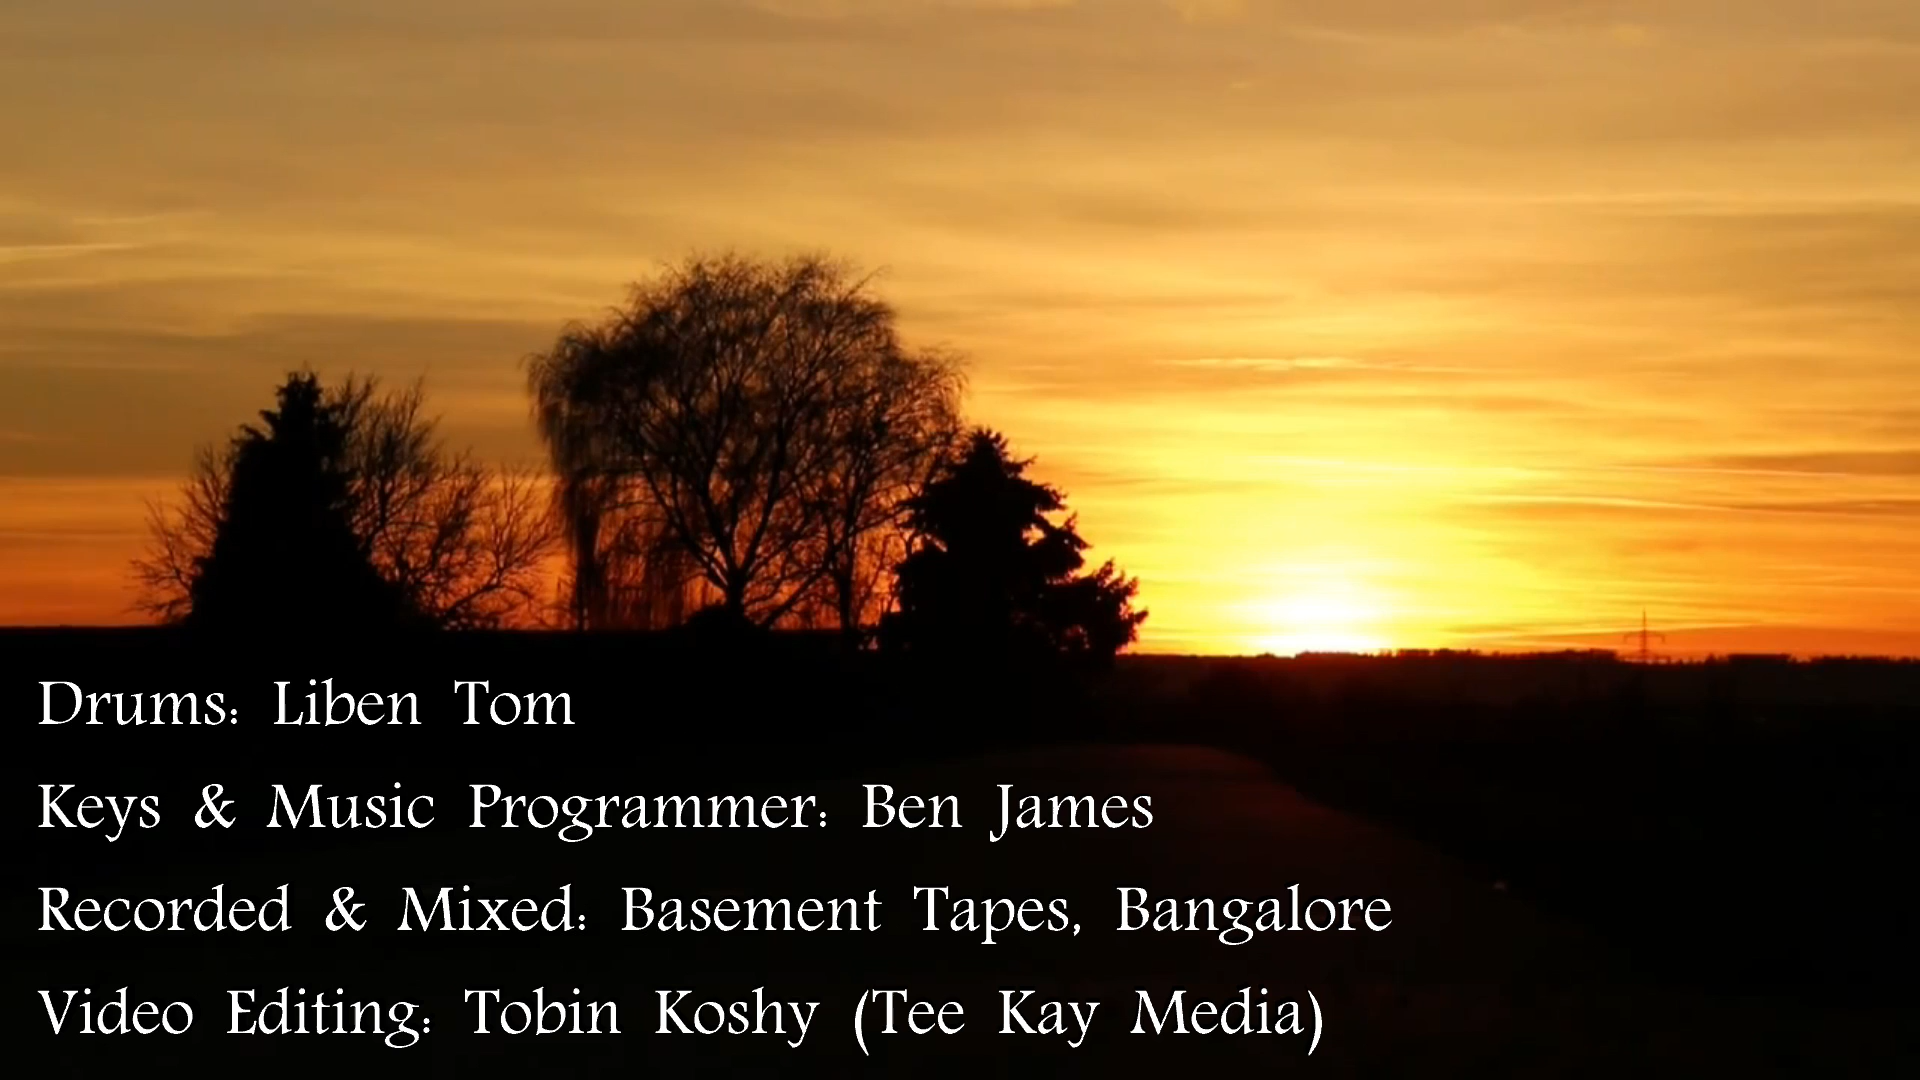 Drums: Liben Tom
Keys & Music Programmer: Ben James
Recorded & Mixed: Basement Tapes, Bangalore
Video Editing: Tobin Koshy (Tee Kay Media)